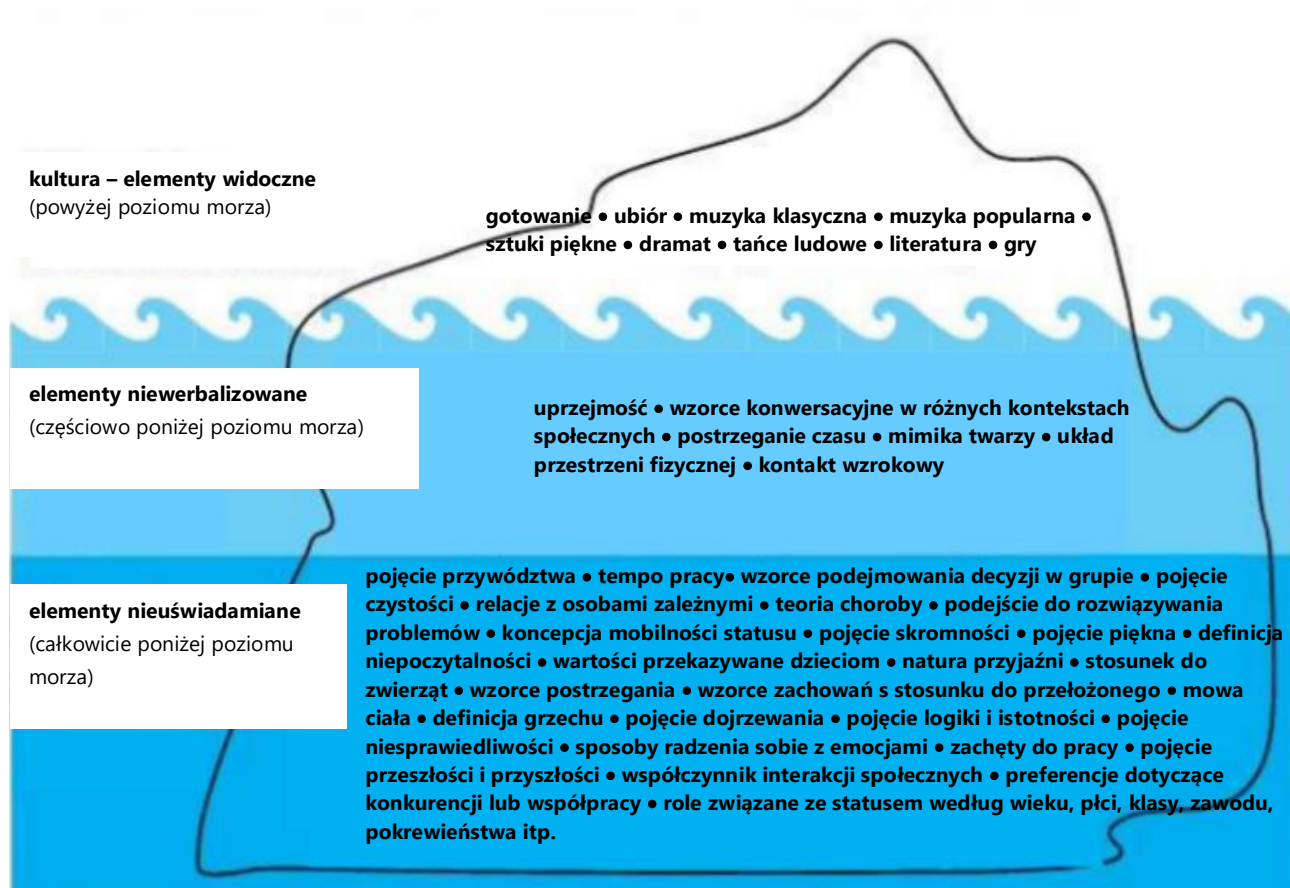 kultura – elementy widoczne
(powyżej poziomu morza)
gotowanie ● ubiór ● muzyka klasyczna ● muzyka popularna ●
sztuki piękne ● dramat ● tańce ludowe ● literatura ● gry
elementy niewerbalizowane
(częściowo poniżej poziomu morza)
uprzejmość ● wzorce konwersacyjne w różnych kontekstach
społecznych ● postrzeganie czasu ● mimika twarzy ● układ
przestrzeni fizycznej ● kontakt wzrokowy
elementy nieuświadamiane
(całkowicie poniżej poziomu
morza)
pojęcie przywództwa ● tempo pracy● wzorce podejmowania decyzji w grupie ● pojęcie
czystości ● relacje z osobami zależnymi ● teoria choroby ● podejście do rozwiązywania
problemów ● koncepcja mobilności statusu ● pojęcie skromności ● pojęcie piękna ● definicja
niepoczytalności ● wartości przekazywane dzieciom ● natura przyjaźni ● stosunek do
zwierząt ● wzorce postrzegania ● wzorce zachowań s stosunku do przełożonego ● mowa
ciała ● definicja grzechu ● pojęcie dojrzewania ● pojęcie logiki i istotności ● pojęcie
niesprawiedliwości ● sposoby radzenia sobie z emocjami ● zachęty do pracy ● pojęcie
przeszłości i przyszłości ● współczynnik interakcji społecznych ● preferencje dotyczące
konkurencji lub współpracy ● role związane ze statusem według wieku, płci, klasy, zawodu,
pokrewieństwa itp.